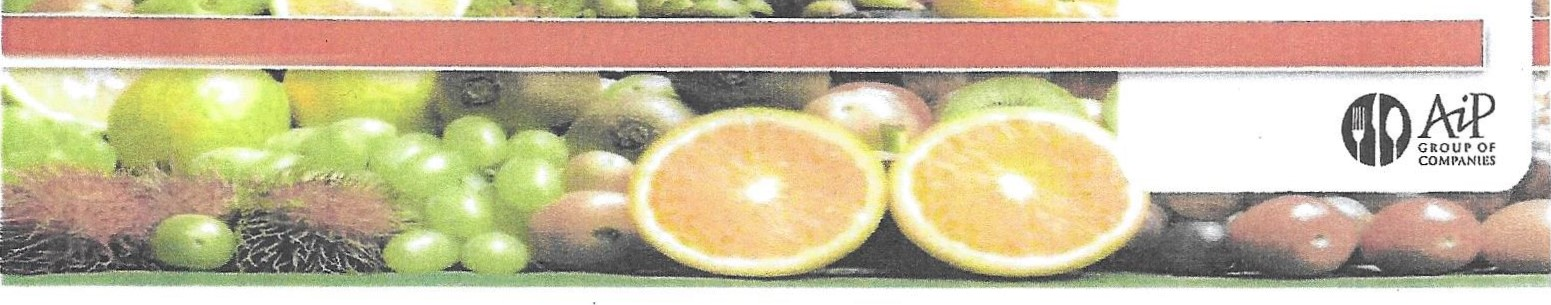 AiP
GROUP OF
COMPANIES